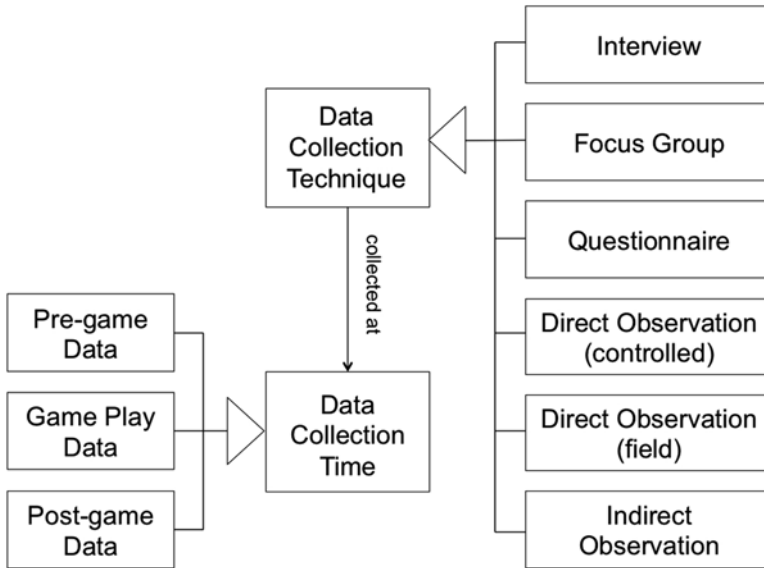 Interview
Data
Collection
Technique
Focus Group
Questionnaire
collected at
Pre-game
Data
Direct Observation
(controlled)
Game Play
Data
Data
Collection
Time
Direct Observation
(field)
Post-game
Data
Indirect
Observation